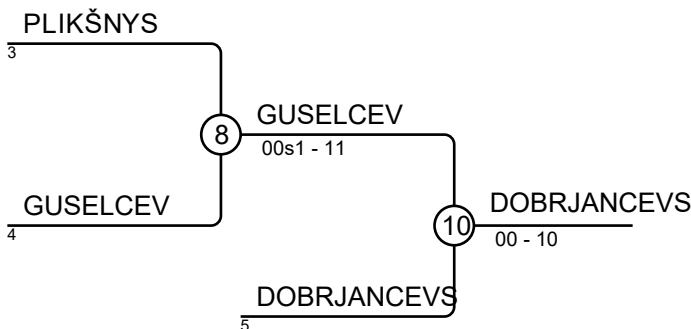 PLIKŠNYS
3
GUSELCEV
8
00s1 - 11
GUSELCEV
4
DOBRJANCEVS
10
00 - 10
DOBRJANCEVS
5